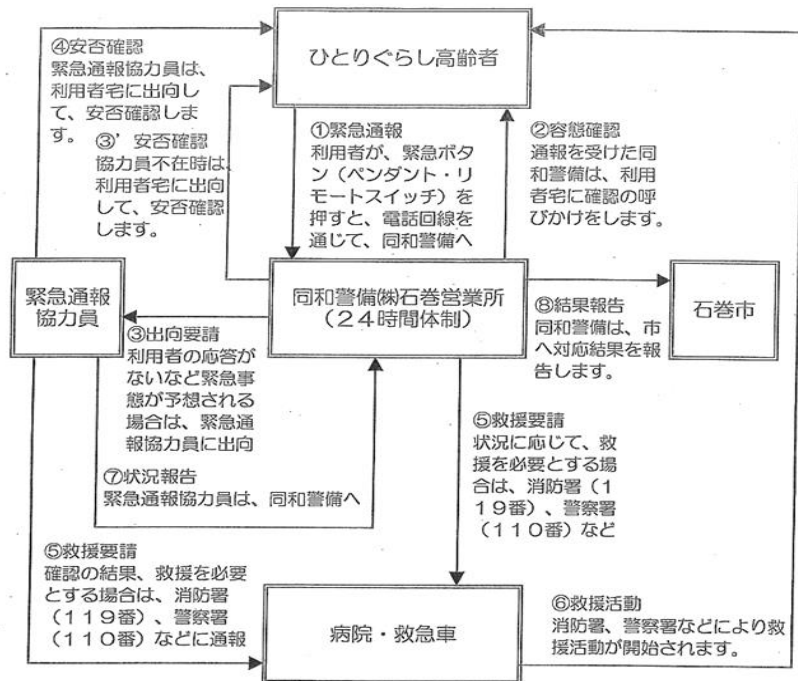 ④安否確認
緊急通報協力員は、
利用者宅に出向し
て、安否確認しま
す。
③’安否確認
協力員不在時は、
利用者宅に出向
して、安否確認
します。
ひとりぐらし高齢者
①緊急通報
利用者が、緊急ボタ
ン（ペンダント・リ
モートスイッチ）を
押すと、電話回線を
通じて、同和警備へ
②容態確認
通報を受けた同
和警備は、利用
者宅に確認の呼
びかけをします。
緊急通報
協力員
同和警備㈱石巻営業所
（２４時間体制）
石巻市
③出向要請
利用者の応答が
ないなど緊急事
態が予想される
場合は、緊急通
報協力員に出向
⑧結果報告
同和警備は、市
へ対応結果を報
告します。
⑦状況報告
緊急通報協力員は、同和警備へ
⑤救援要請
状況に応じて、救
援を必要とする場
合は、消防署（１
１９番）、警察署
（１１０番）など
⑤救援要請
確認の結果、救援を必要
とする場合は、消防署
（１１９番）、警察署
（１１０番）などに通報
病院・救急車
⑥救援活動
消防署、警察署などにより救
援活動が開始されます。